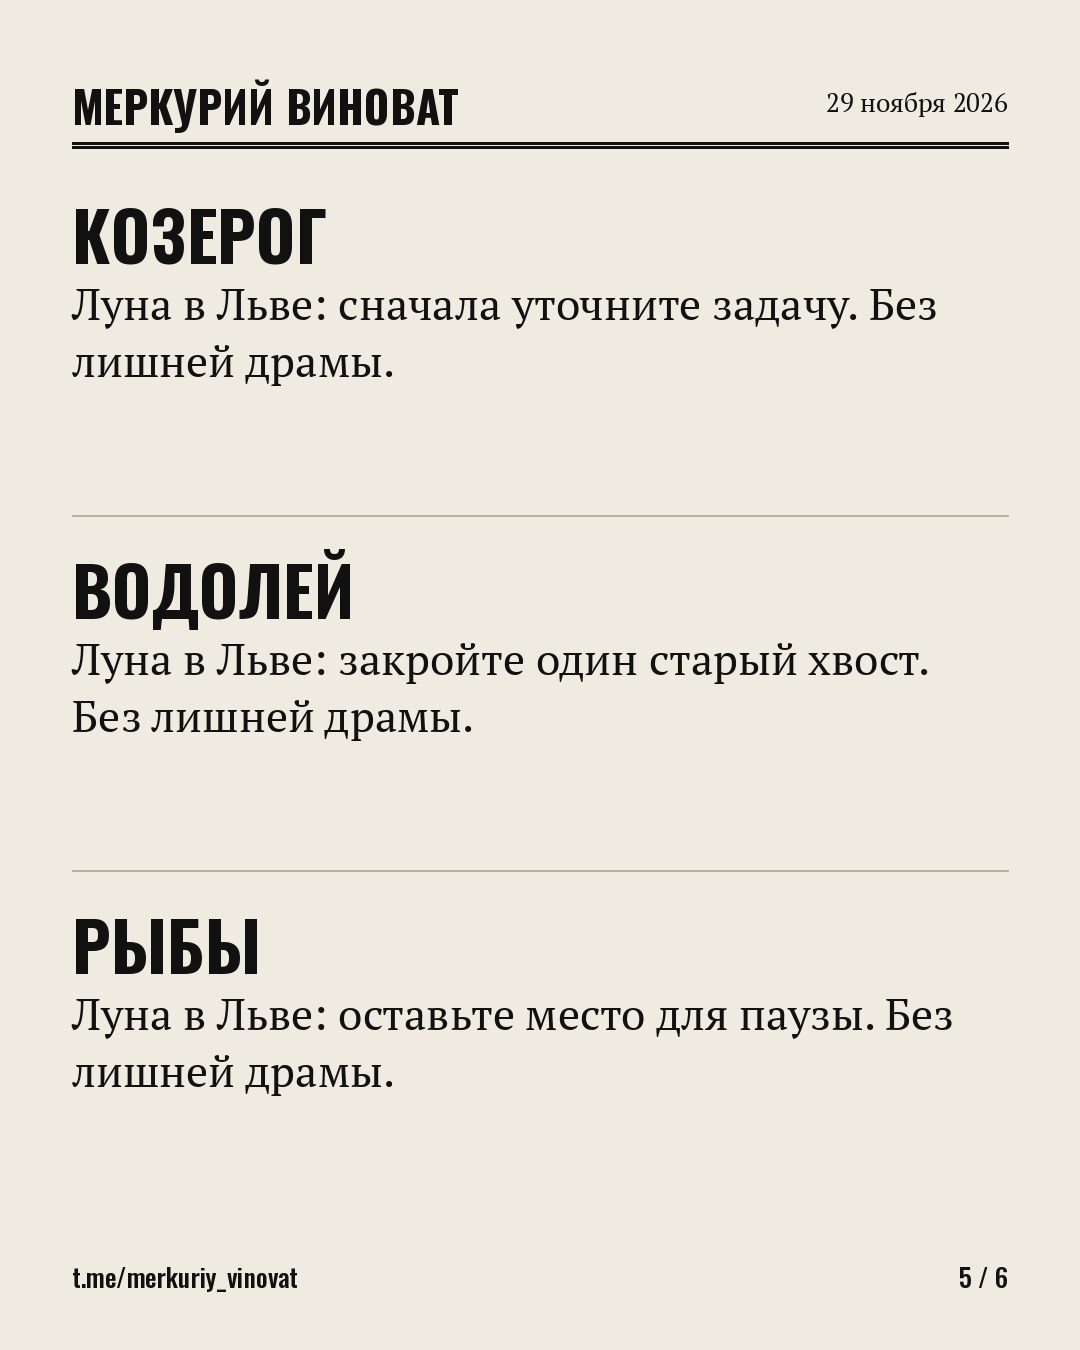 МЕРКУРИЙ ВИНОВАТ
29 ноября 2026
КОЗЕРОГ
Луна в Льве: сначала уточните задачу. Без
лишней драмы.
ВОДОЛЕЙ
Луна в Льве: закройте один старый хвост.
Без лишней драмы.
РЫБЫ
Луна в Льве: оставьте место для паузы. Без
лишней драмы.
t.me/merkuriy_vinovat
5 / 6